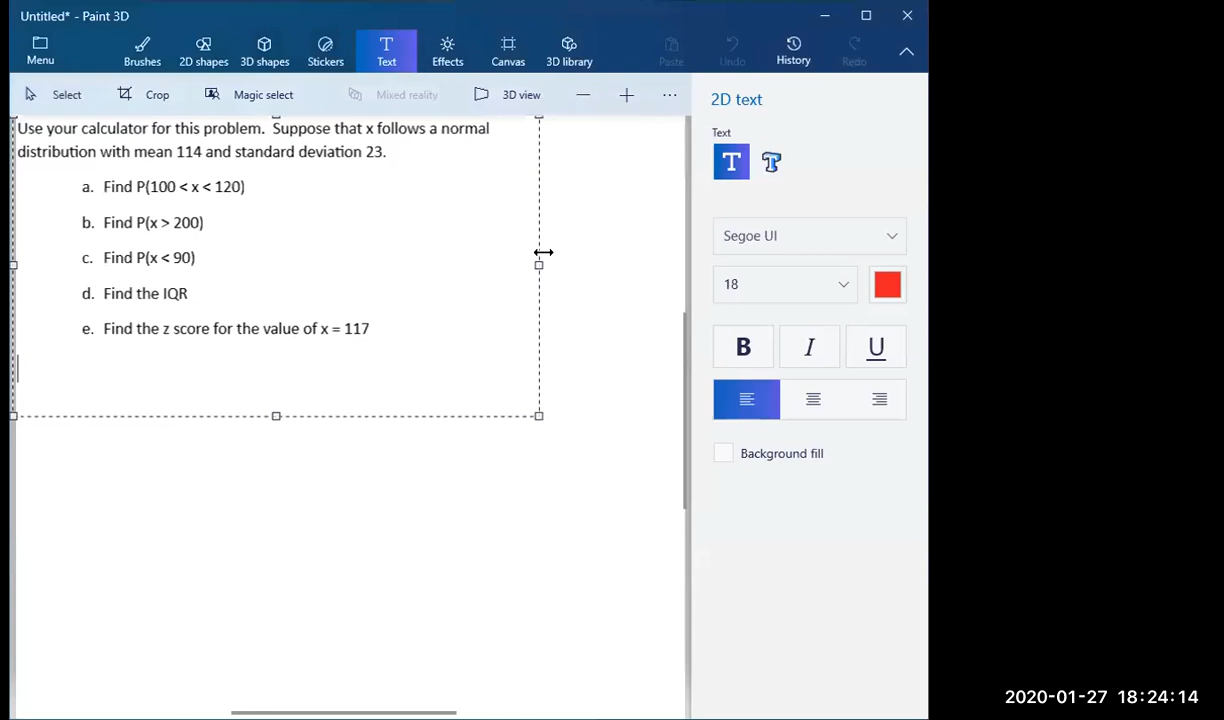 Untitled* - Paint 3D
Menu
Brushes
2D shapes
3D shapes
Stickers
Text
Effects
Canvas
3D library
Paste
Undo
History
Redo
Select
Crop
Magic select
Mixed reality
3D view
2D text
Text
Segoe UI
18
B
I
U
Background fill
Use your calculator for this problem. Suppose that x follows a normal
distribution with mean 114 and standard deviation 23.
a. Find P(100 < x < 120)
b. Find P(x > 200)
c. Find P(x < 90)
d. Find the IQR
e. Find the z score for the value of x = 117
2020-01-27 18:24:14